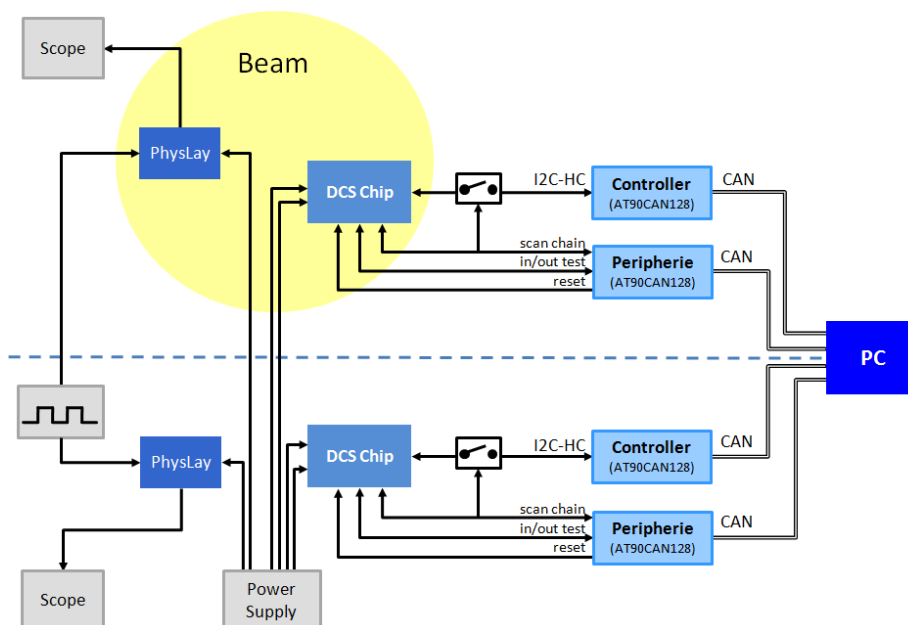 Scope
Beam
PhysLay
DCS Chip
I2C-HC
Controller
(AT90CAN128)
CAN
scan chain
in/out test
reset
Peripherie
(AT90CAN128)
CAN
PC
PhysLay
DCS Chip
I2C-HC
Controller
(AT90CAN128)
CAN
scan chain
in/out test
reset
Peripherie
(AT90CAN128)
CAN
Scope
Power
Supply